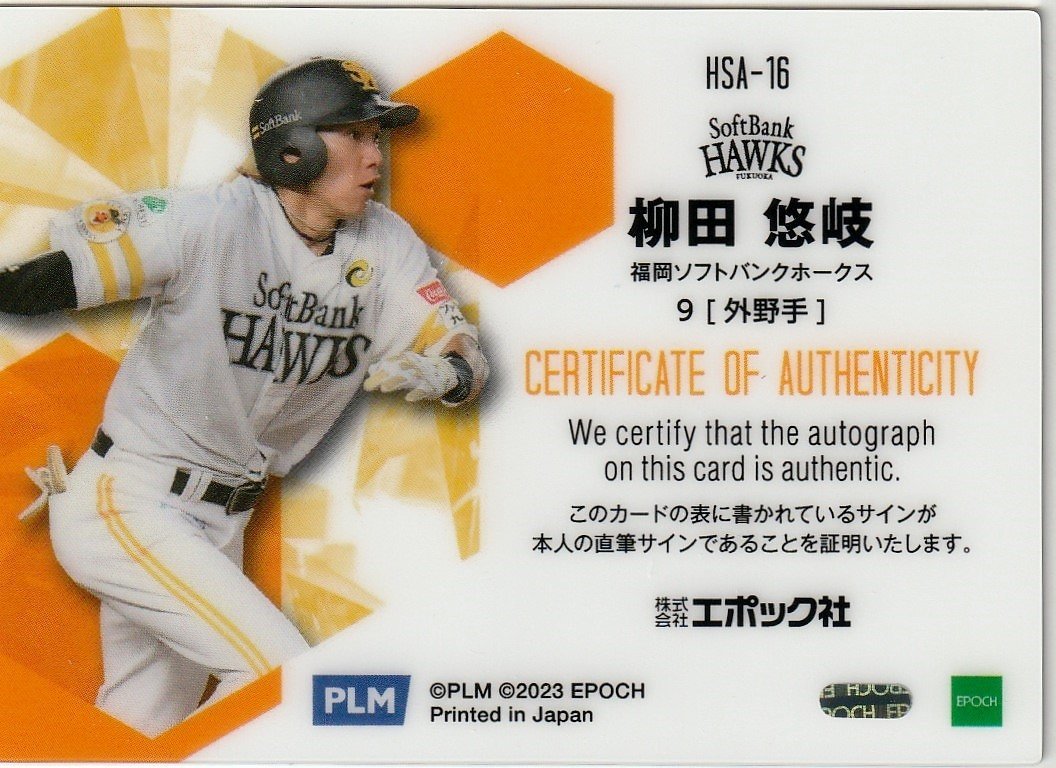 HSA-16
SoftBank
HAWKS
FUKUOKA
柳田 悠岐
福岡ソフトバンクホークス
9 [ 外野手 ]
CERTIFICATE OF AUTHENTICITY
We certify that the autograph
on this card is authentic.
このカードの表に書かれているサインが
本人の直筆サインであることを証明いたします。
株式会社エポック社
PLM
©PLM ©2023 EPOCH
Printed in Japan
EPOCH
EPOCH
SoftBank
SoftBank
HAWKS